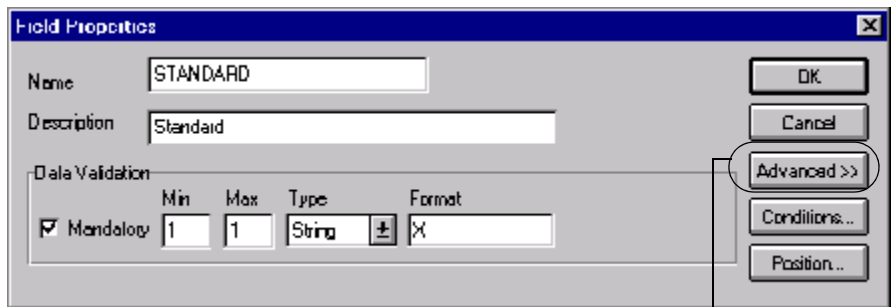 Field Properties
Name
STANDARD
OK
Description
Standard
Cancel
Data Validation
Advanced >>
Min Max Type Format
Mandatory 1 1 String X
Conditions...
Position...